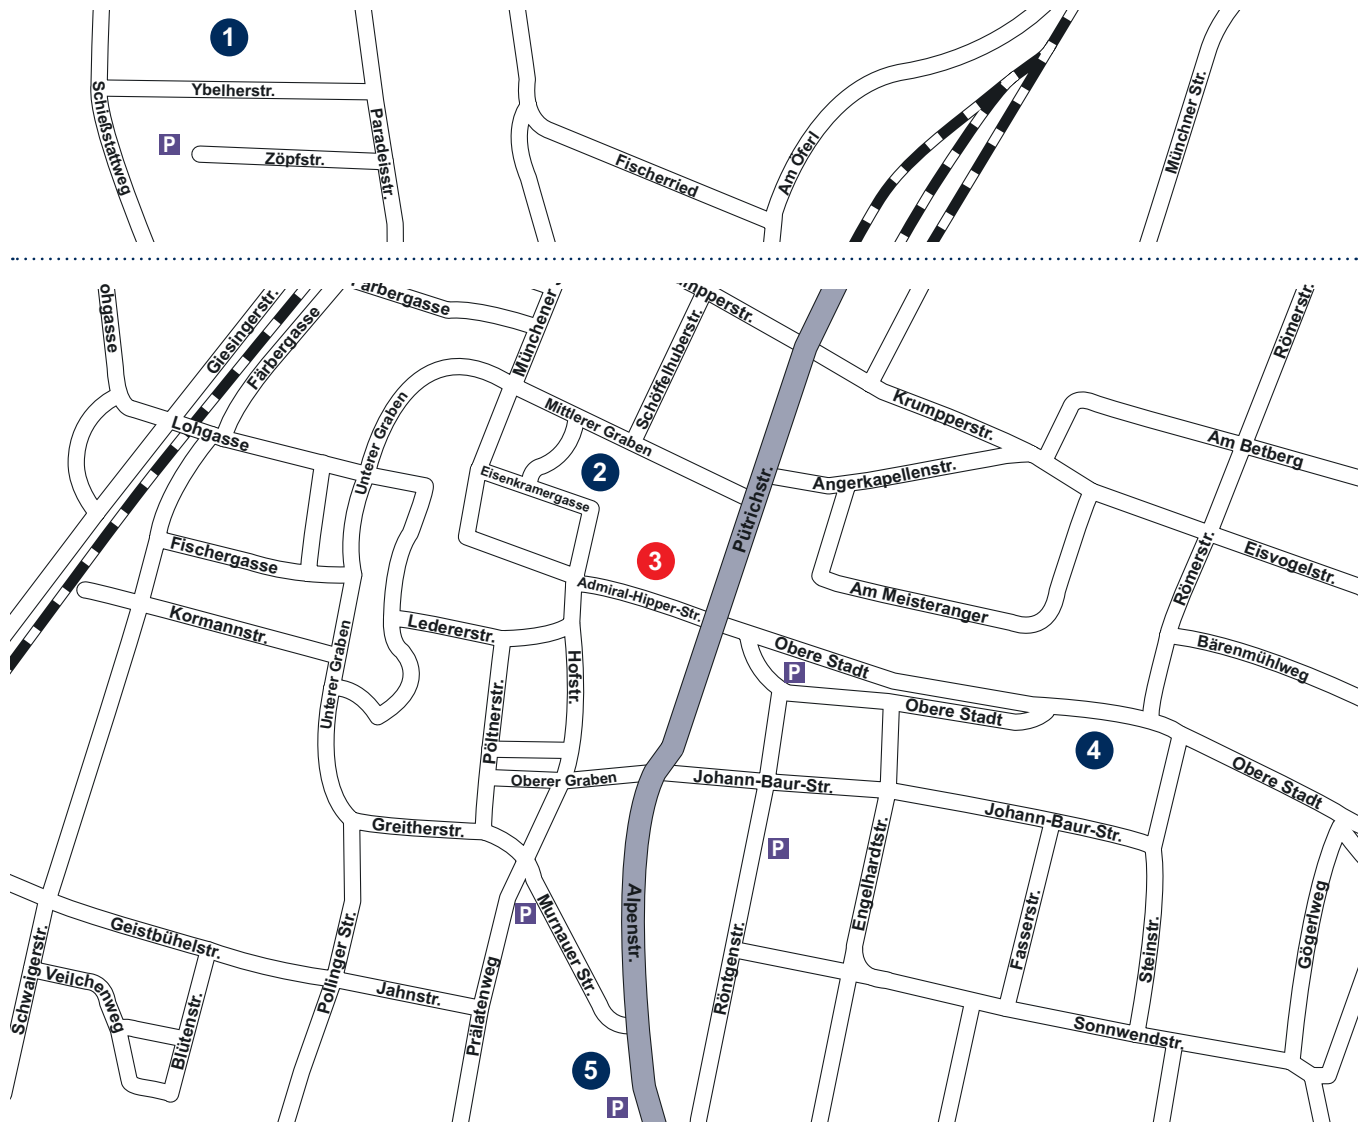 1
Ybelherstr.
Schießstattweg
P
Zöpfstr.
Paradeisstr.
Fischerried
Am Oferl
Münchner Str.
ohgasse
Giesingerstr.
Färbergasse
Färbergasse
Münchener
Schöffelhuberstr.
umpperstr.
Römerstr.
Lohgasse
Unterer Graben
Mittlerer Graben
Krumpperstr.
Am Betberg
Eisenkramergasse
2
Angerkapellenstr.
Pütrichstr.
Fischergasse
3
Eisvogelstr.
Römerstr.
Admiral-Hipper-Str.
Am Meisteranger
Kormannstr.
Ledererstr.
Unterer Graben
Hofstr.
Obere Stadt
P
Bärenmühlweg
Pöltnerstr.
Obere Stadt
4
Oberer Graben
Johann-Baur-Str.
Obere Stadt
Greitherstr.
Johann-Baur-Str.
P
Engelhardtstr.
P
Murnauer Str.
Alpenstr.
Geistbühelstr.
Pollinger Str.
Fasserstr.
Steinstr.
Gögerlweg
Schwaigerstr.
Veilchenweg
Jahnstr.
Prälatenweg
Röntgenstr.
Blütenstr.
Sonnwendstr.
5
P